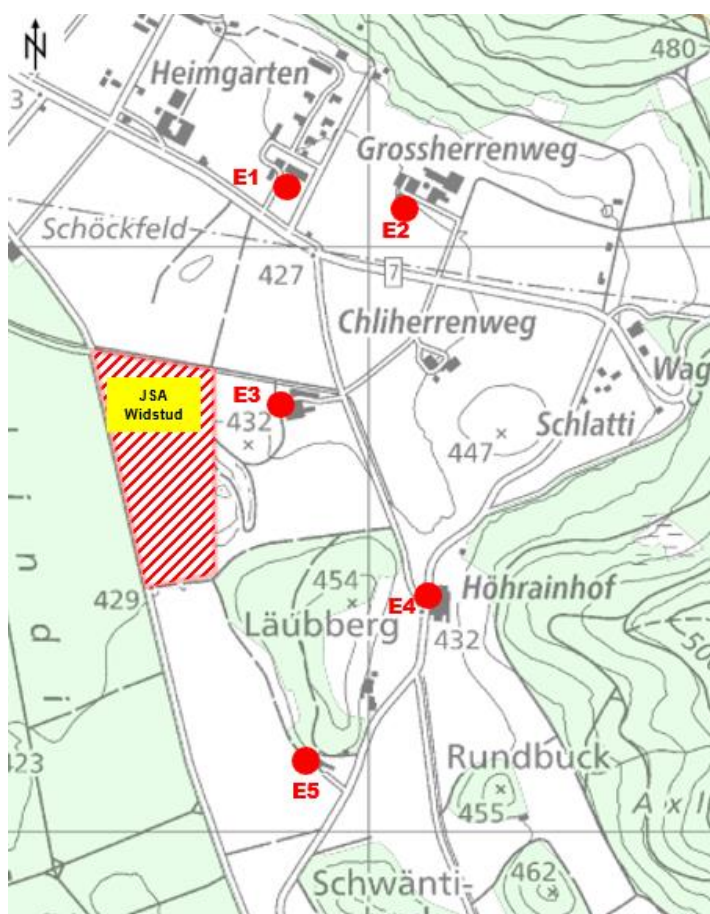 N
480
Heimgarten
3
Grossherrenweg
E1
E2
Schöckfeld
427
7
Chliherrenweg
Wag
JSA
Widstud
E3
432
Schlatti
447
429
454
E4
Höhrainhof
Läubberg
432
Rundbuck
E5
455
423
Schwänti-
462